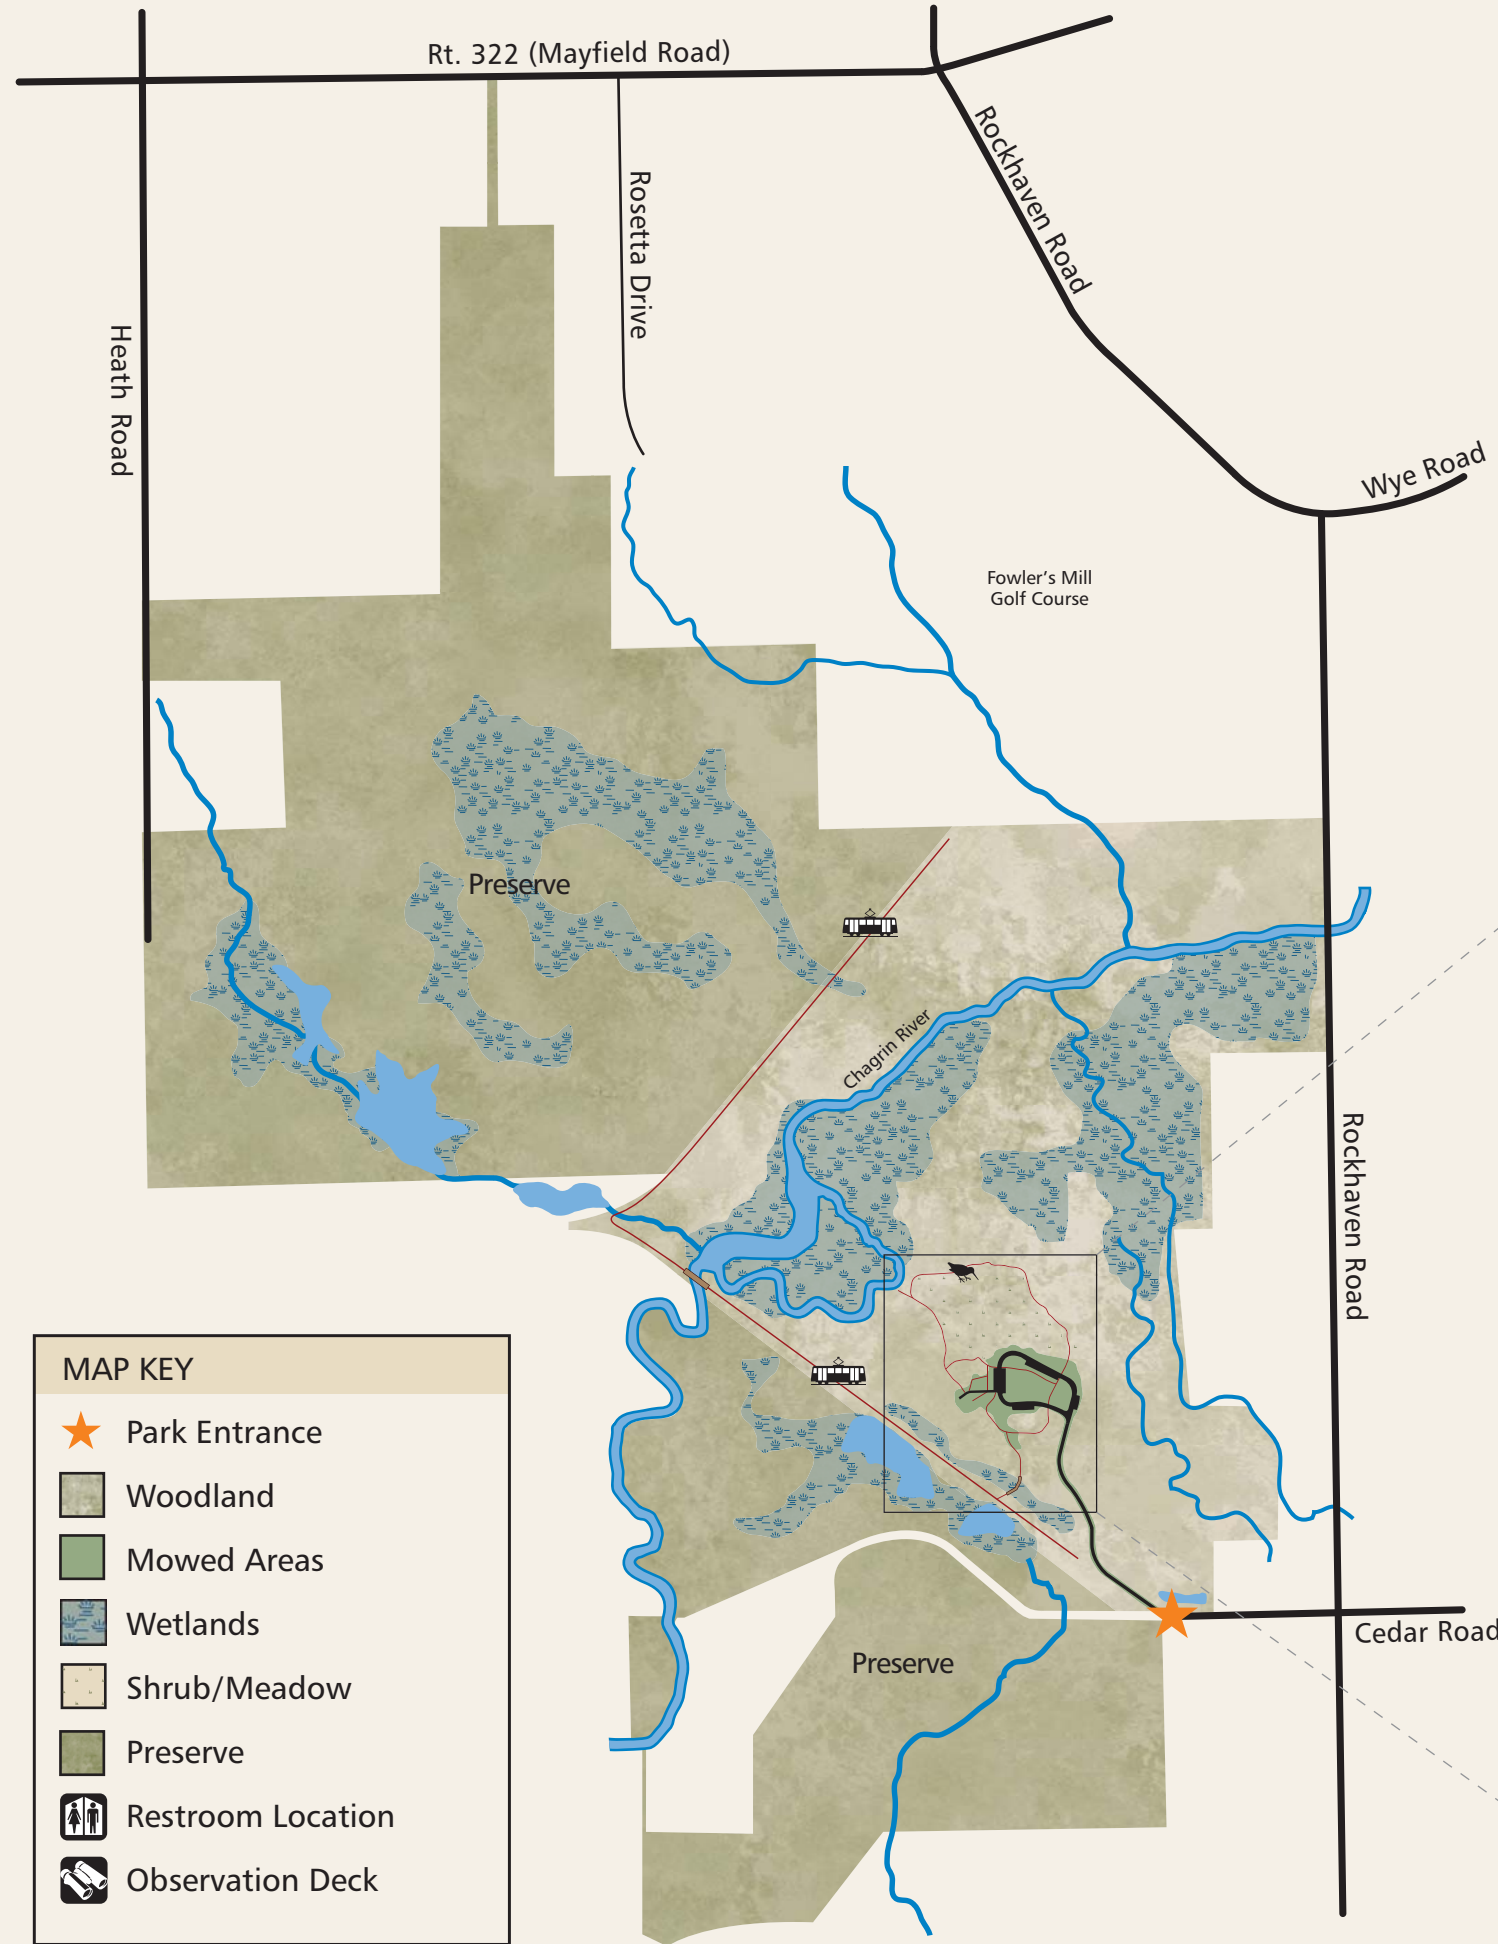 Rt. 322 (Mayfield Road)
Rockhaven Road
Rosetta Drive
Heath Road
Wye Road
Fowler's Mill
Golf Course
Preserve
Chagrin River
Rockhaven Road
Cedar Road
Preserve
MAP KEY
Park Entrance
Woodland
Mowed Areas
Wetlands
Shrub/Meadow
Preserve
Restroom Location
Observation Deck